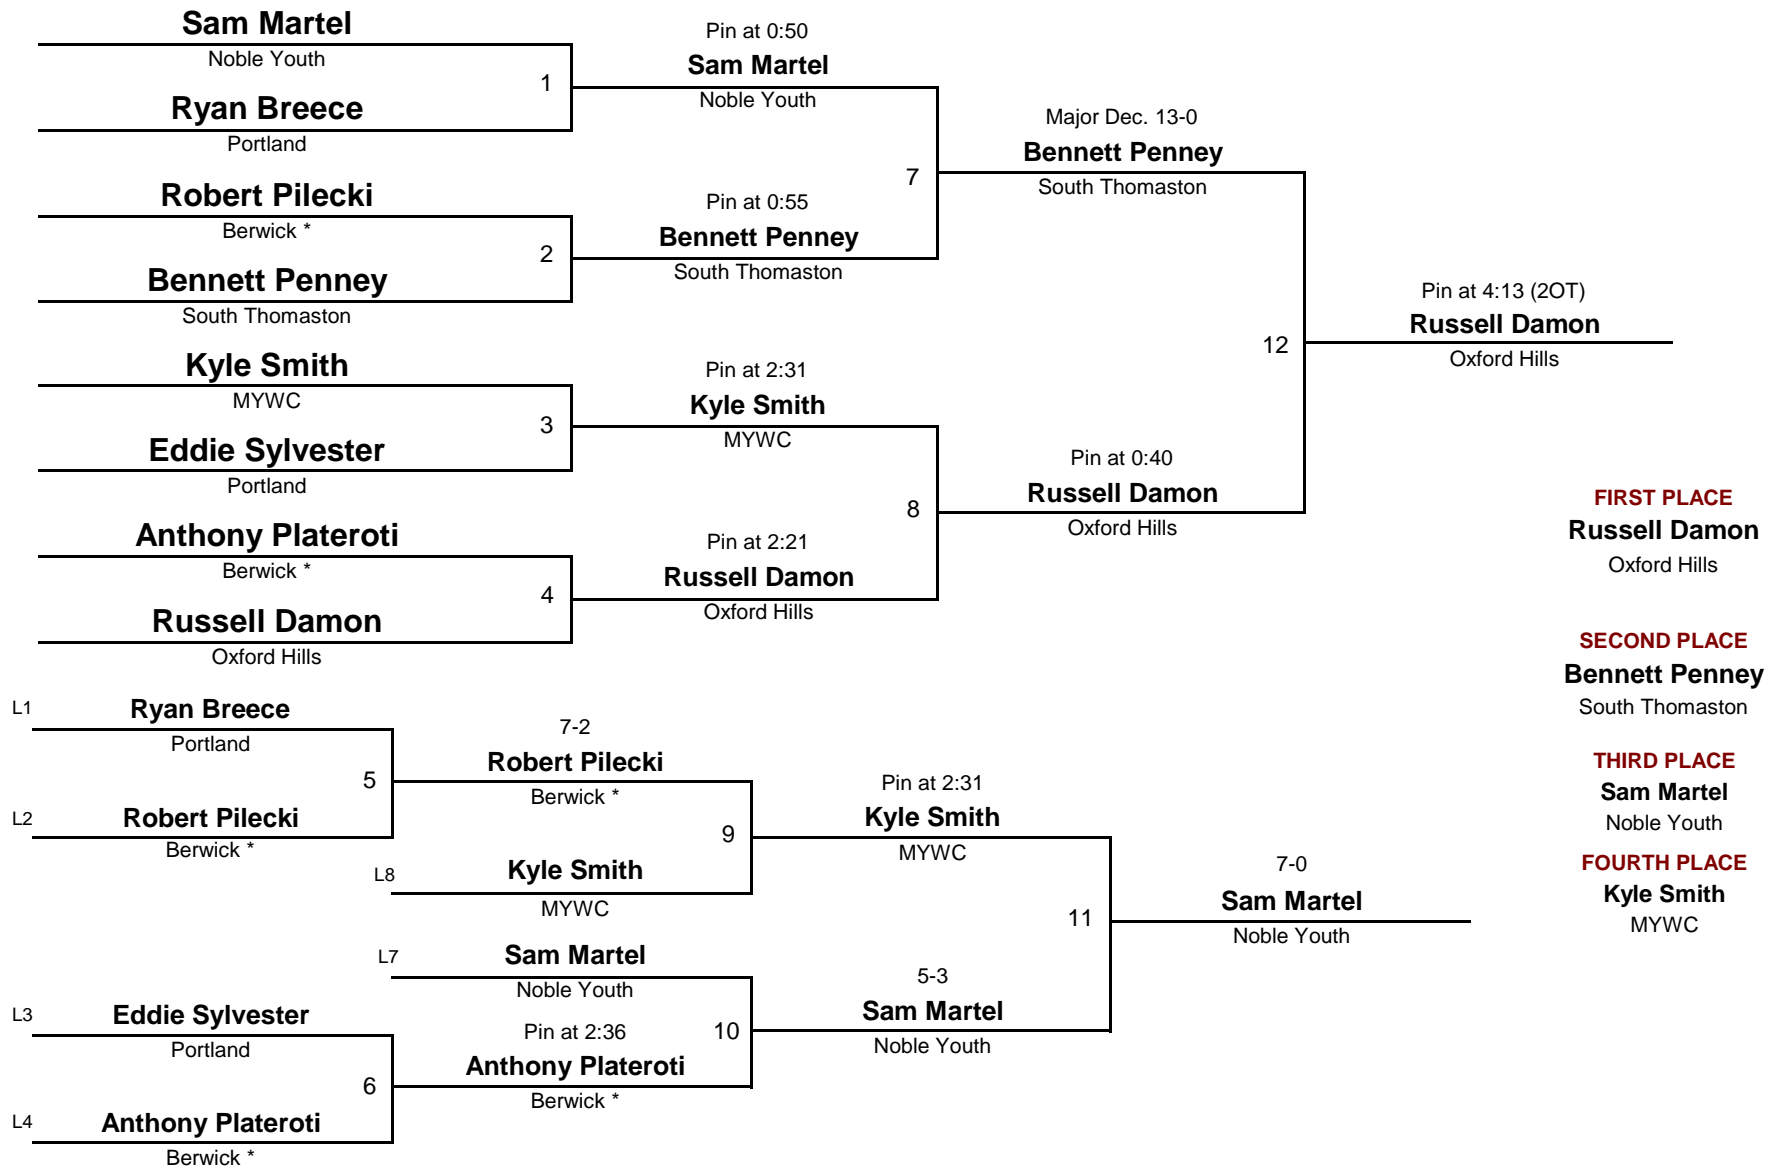 Sam Martel
Noble Youth
1
Ryan Breece
Portland
Robert Pilecki
Berwick *
2
Bennett Penney
South Thomaston
Kyle Smith
MYWC
3
Eddie Sylvester
Portland
Anthony Plateroti
Berwick *
4
Russell Damon
Oxford Hills
Pin at 0:50
Sam Martel
Noble Youth
7
Pin at 0:55
Bennett Penney
South Thomaston
Pin at 2:31
Kyle Smith
MYWC
8
Pin at 2:21
Russell Damon
Oxford Hills
Major Dec. 13-0
Bennett Penney
South Thomaston
12
Pin at 0:40
Russell Damon
Oxford Hills
Pin at 4:13 (2OT)
Russell Damon
Oxford Hills
L1
Ryan Breece
Portland
5
L2
Robert Pilecki
Berwick *
7-2
Robert Pilecki
Berwick *
9
L8
Kyle Smith
MYWC
L7
Sam Martel
Noble Youth
10
L3
Eddie Sylvester
Portland
6
L4
Anthony Plateroti
Berwick *
Pin at 2:36
Anthony Plateroti
Berwick *
Pin at 2:31
Kyle Smith
MYWC
11
5-3
Sam Martel
Noble Youth
7-0
Sam Martel
Noble Youth
FIRST PLACE
Russell Damon
Oxford Hills
SECOND PLACE
Bennett Penney
South Thomaston
THIRD PLACE
Sam Martel
Noble Youth
FOURTH PLACE
Kyle Smith
MYWC